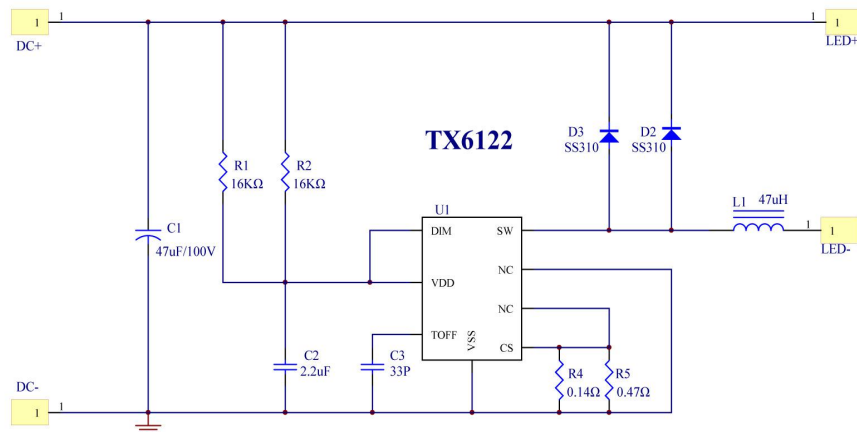 1
1
DC+
1
1
LED+
TX6122
D3
SS310
D2
SS310
R1
16KΩ
R2
16KΩ
C1
47uF/100V
U1
DIM
SW
VDD
NC
NC
TOFF
VSS
CS
L1
47uH
1
1
LED-
C2
2.2uF
C3
33P
R4
0.14Ω
R5
0.47Ω
DC-
1
1